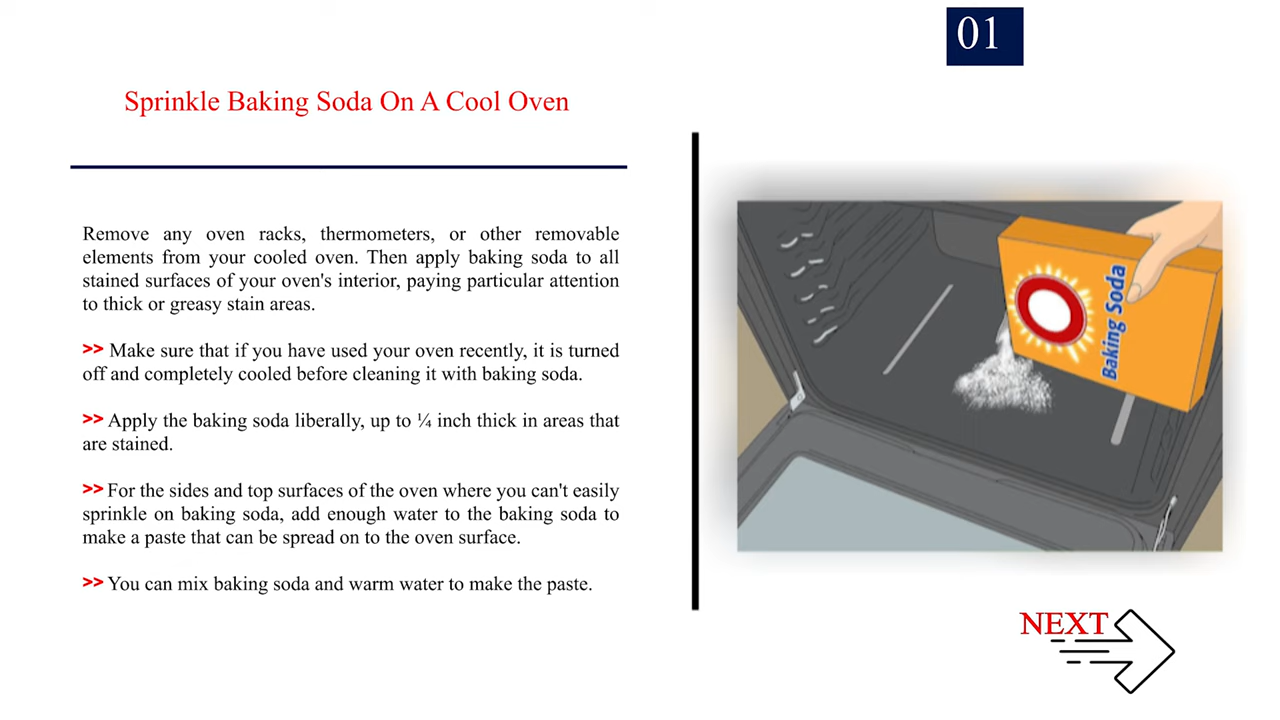 01
Sprinkle Baking Soda On A Cool Oven
Remove any oven racks, thermometers, or other removable
elements from your cooled oven. Then apply baking soda to all
stained surfaces of your oven's interior, paying particular attention
to thick or greasy stain areas.
>> Make sure that if you have used your oven recently, it is turned
off and completely cooled before cleaning it with baking soda.
>> Apply the baking soda liberally, up to ¼ inch thick in areas that
are stained.
>> For the sides and top surfaces of the oven where you can't easily
sprinkle on baking soda, add enough water to the baking soda to
make a paste that can be spread on to the oven surface.
>> You can mix baking soda and warm water to make the paste.
Baking Soda
NEXT